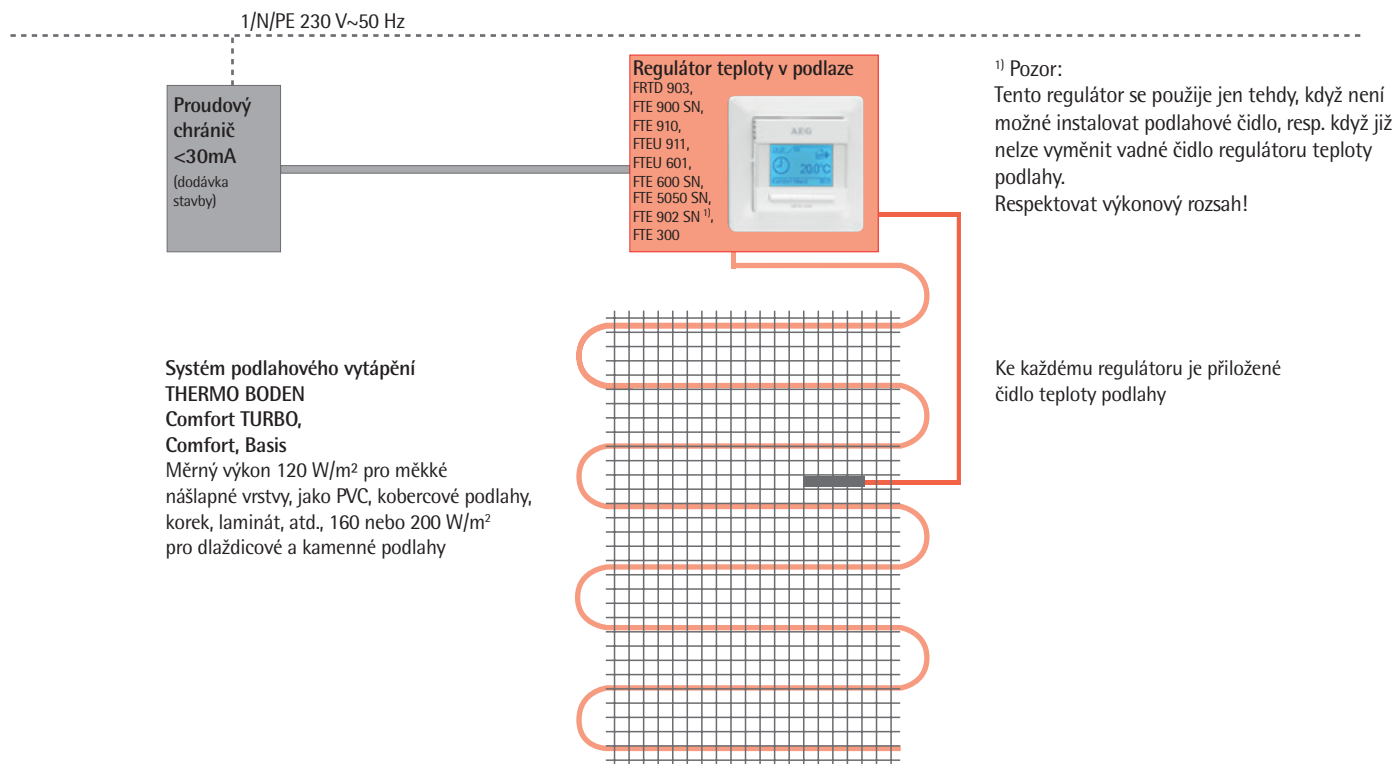 1/N/PE 230 V~50 Hz
Proudový
chránič
<30mA
(dodávka
stavby)
Regulátor teploty v podlaze
FRTD 903,
FTE 900 SN,
FTE 910,
FTEU 911,
FTEU 601,
FTE 600 SN,
FTE 5050 SN,
FTE 902 SN ¹⁾,
FTE 300
AEG
20.0°C
¹⁾ Pozor:
Tento regulátor se použije jen tehdy, když není
možné instalovat podlahové čidlo, resp. když již
nelze vyměnit vadné čidlo regulátoru teploty
podlahy.
Respektovat výkonový rozsah!
Systém podlahového vytápění
THERMO BODEN
Comfort TURBO,
Comfort, Basis
Měrný výkon 120 W/m² pro měkké
nášlapné vrstvy, jako PVC, kobercové podlahy,
korek, laminát, atd., 160 nebo 200 W/m²
pro dlaždicové a kamenné podlahy
Ke každému regulátoru je přiložené
čidlo teploty podlahy